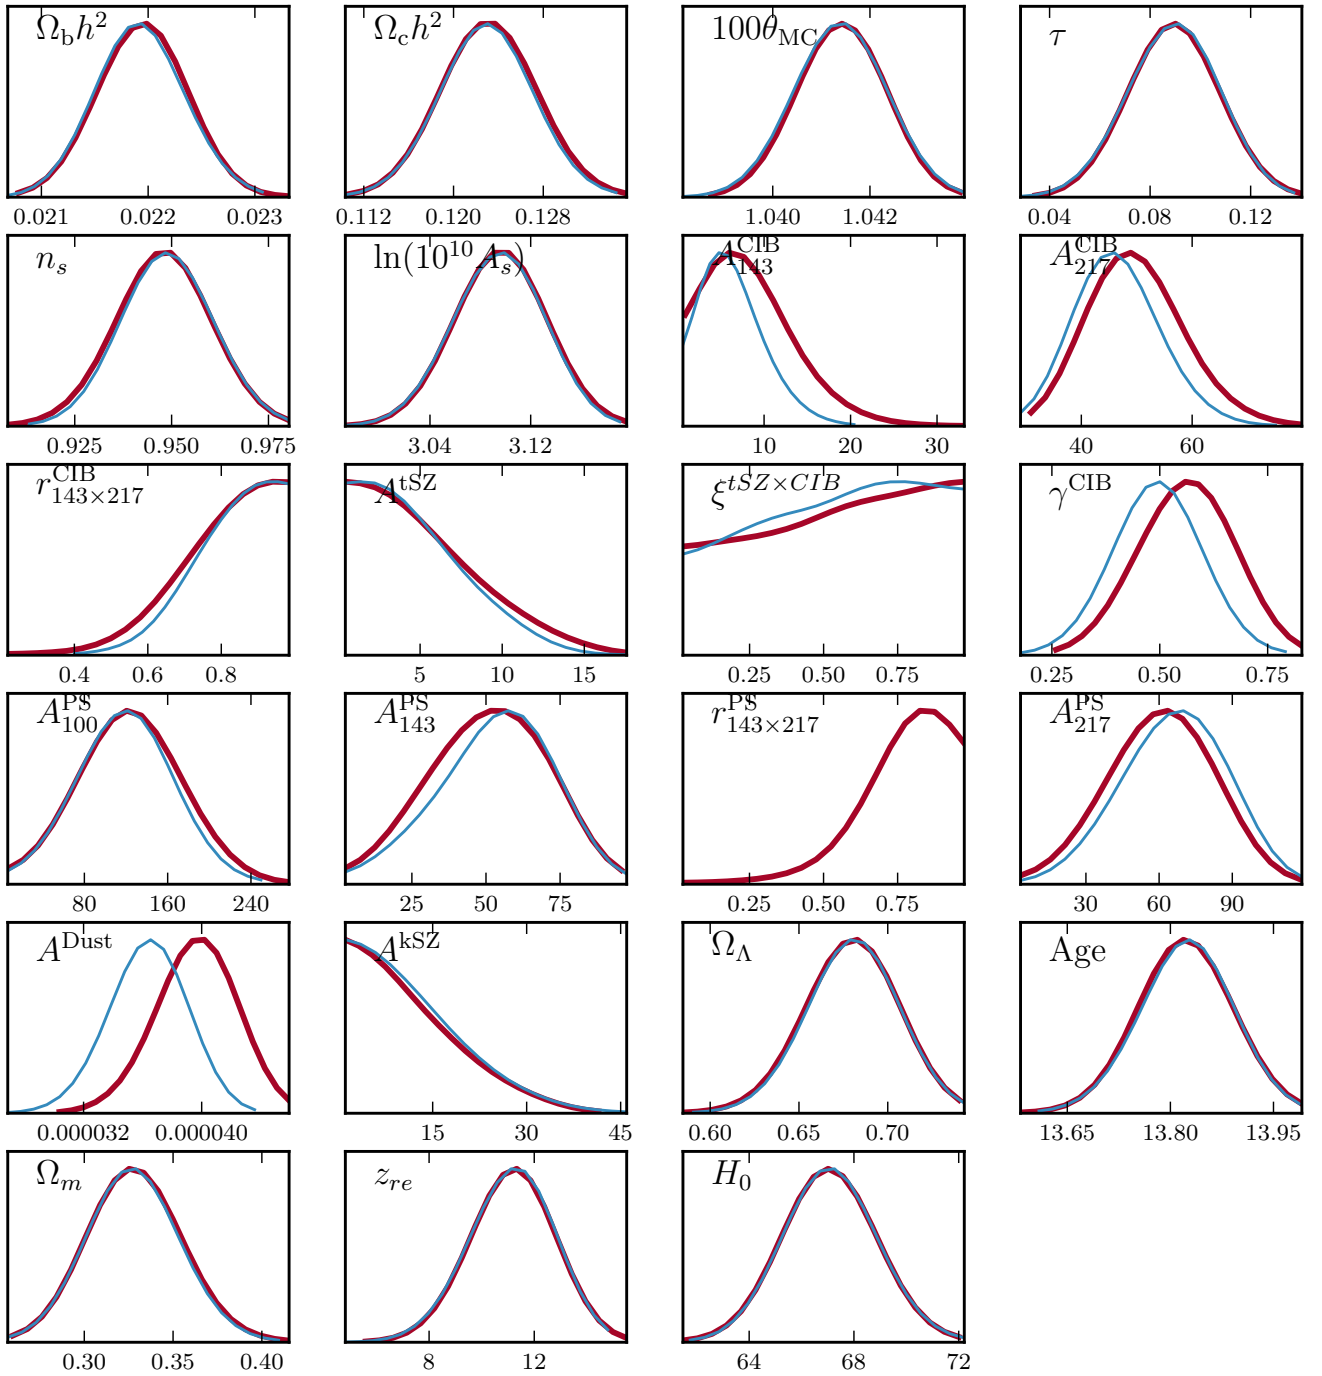 Ω_b h² Ω_c h² 100θ_MC τ
0.021 0.022 0.023 0.112 0.120 0.128 1.040 1.042 0.04 0.08 0.12
n_s ln(10¹⁰ A_s) A^CIB_143 A^CIB_217
0.925 0.950 0.975 3.04 3.12 10 20 30 40 60
r^CIB_143×217 A^tSZ ξ^tSZ×CIB γ^CIB
0.4 0.6 0.8 5 10 15 0.25 0.50 0.75 0.25 0.50 0.75
A^PS_100 A^PS_143 r^PS_143×217 A^PS_217
80 160 240 25 50 75 0.25 0.50 0.75 30 60 90
A^Dust A^kSZ Ω_Λ Age
0.000032 0.000040 15 30 45 0.60 0.65 0.70 13.65 13.80 13.95
Ω_m z_re H_0
0.30 0.35 0.40 8 12 64 68 72